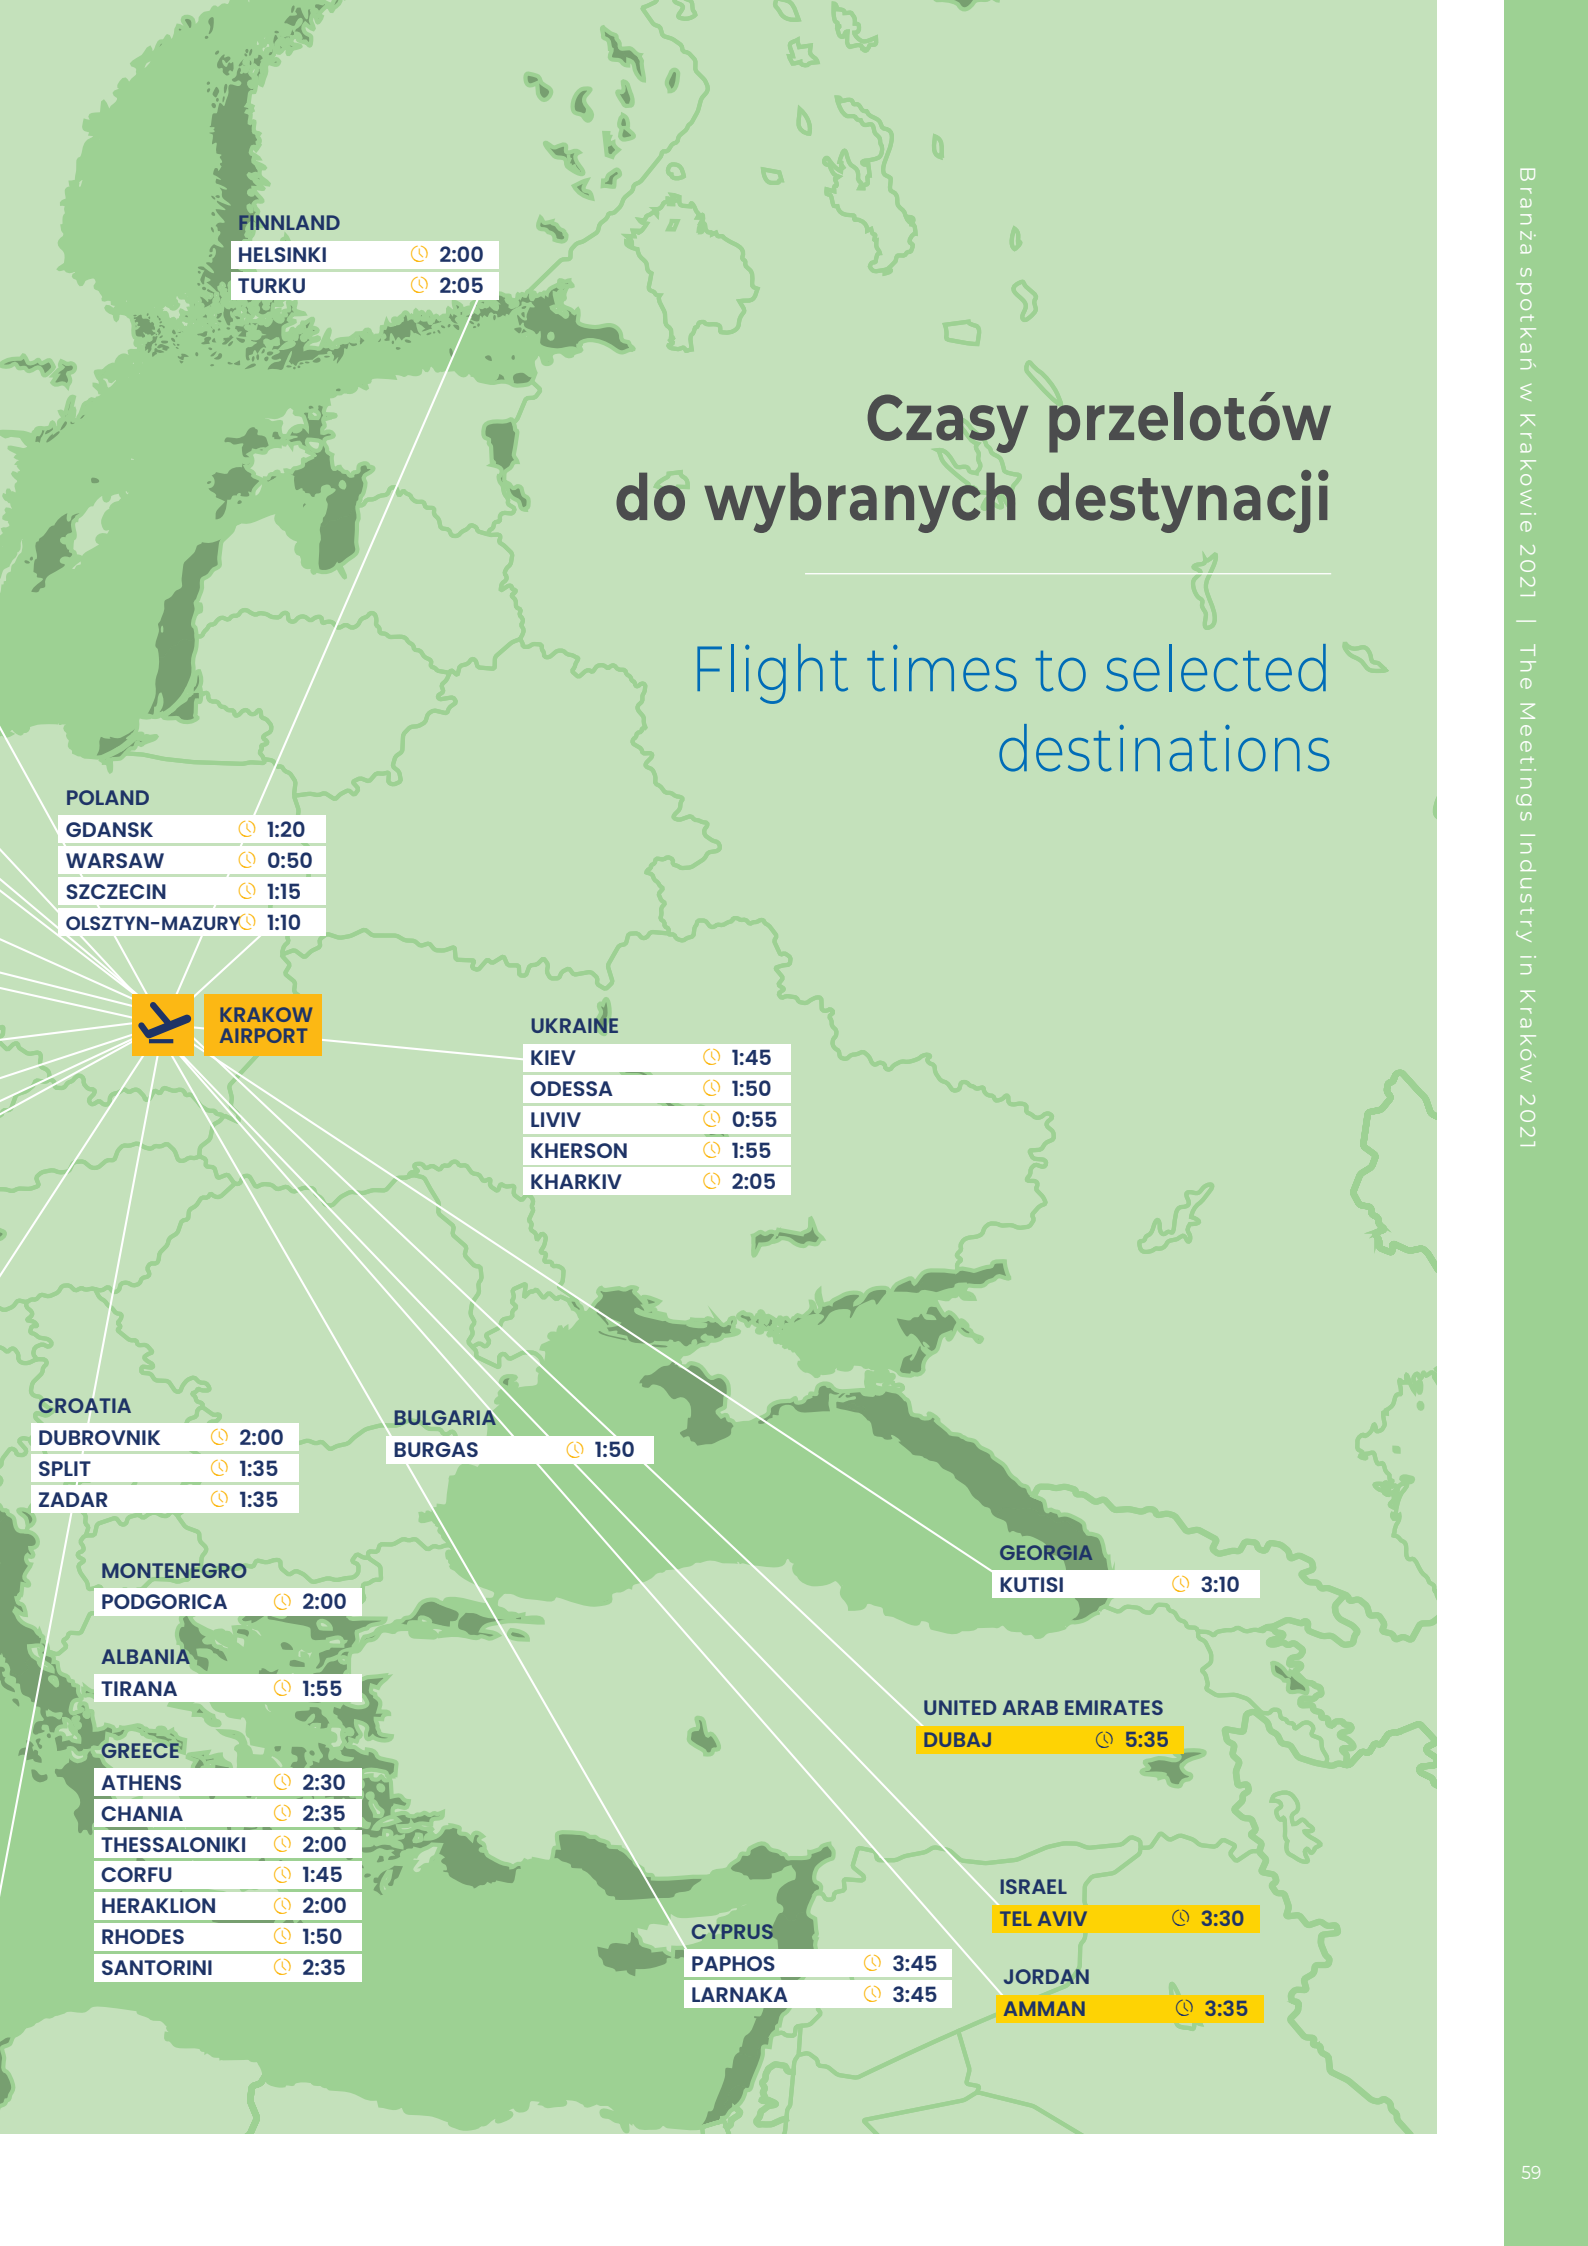 FINNLAND
HELSINKI 2:00
TURKU 2:05
Czasy przelotów
do wybranych destynacji
Flight times to selected
destinations
POLAND
GDANSK 1:20
WARSAW 0:50
SZCZECIN 1:15
OLSZTYN-MAZURY 1:10
KRAKOW
AIRPORT
UKRAINE
KIEV 1:45
ODESSA 1:50
LIVIV 0:55
KHERSON 1:55
KHARKIV 2:05
CROATIA
DUBROVNIK 2:00
SPLIT 1:35
ZADAR 1:35
BULGARIA
BURGAS 1:50
MONTENEGRO
PODGORICA 2:00
GEORGIA
KUTISI 3:10
ALBANIA
TIRANA 1:55
UNITED ARAB EMIRATES
DUBAJ 5:35
GREECE
ATHENS 2:30
CHANIA 2:35
THESSALONIKI 2:00
CORFU 1:45
HERAKLION 2:00
RHODES 1:50
SANTORINI 2:35
CYPRUS
PAPHOS 3:45
LARNAKA 3:45
ISRAEL
TEL AVIV 3:30
JORDAN
AMMAN 3:35
Branża spotkań w Krakowie 2021 | The Meetings Industry in Kraków 2021
59